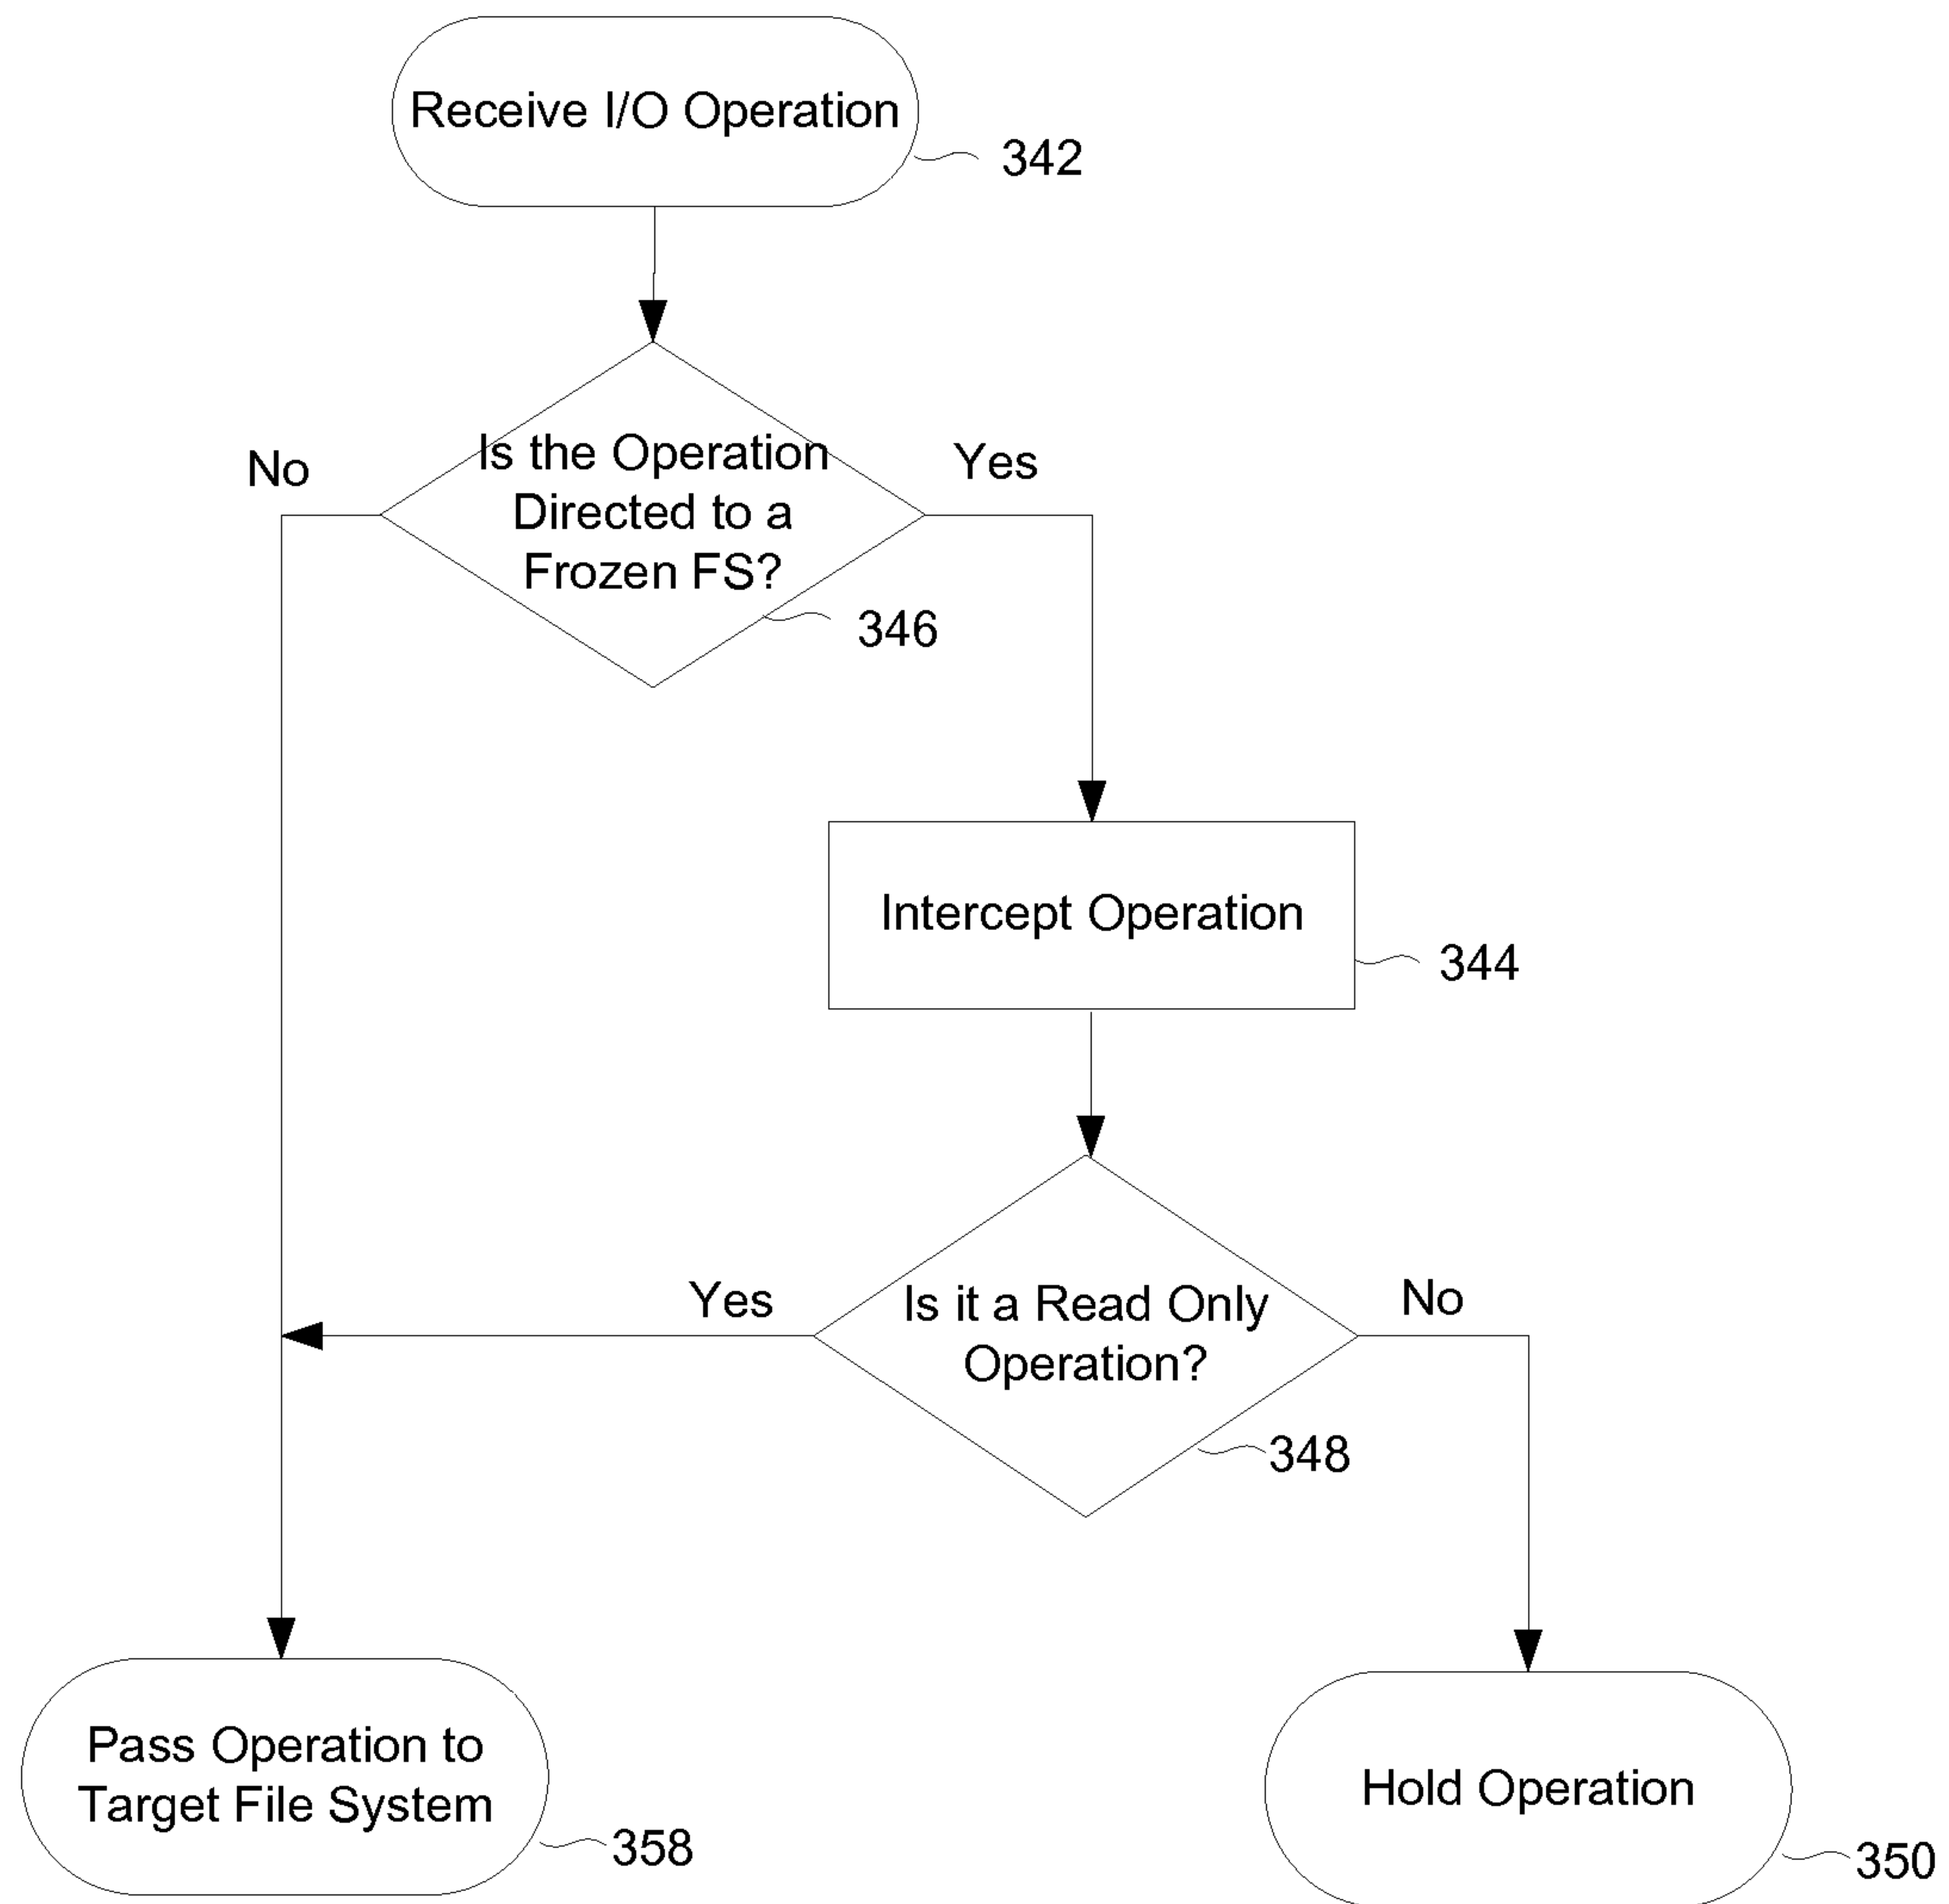 Receive I/O Operation
342
Is the Operation
Directed to a
Frozen FS?
No
Yes
346
Intercept Operation
344
Is it a Read Only
Operation?
Yes
No
348
Pass Operation to
Target File System
358
Hold Operation
350